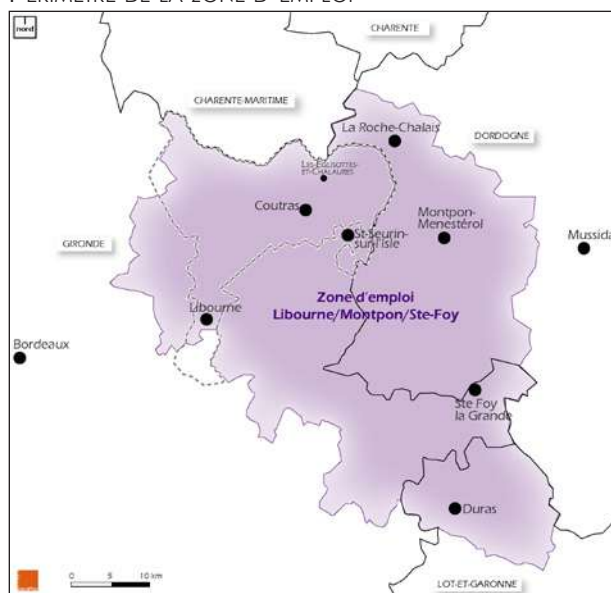 PÉRIMÈTRE DE LA ZONE D'EMPLOI
nord
CHARENTE
CHARENTE-MARITIME
La Roche-Chalais
DORDOGNE
LES-ÉGLISOTTES-
ET-CHALAURES
Coutras
St-Seurin-
sur-l'isle
Montpon-
Menestérol
Mussida
GIRONDE
Zone d'emploi
Libourne/Montpon/Ste-Foy
Libourne
Bordeaux
Ste Foy
la Grande
Duras
0 5 10 km
LOT-ET-GARONNE